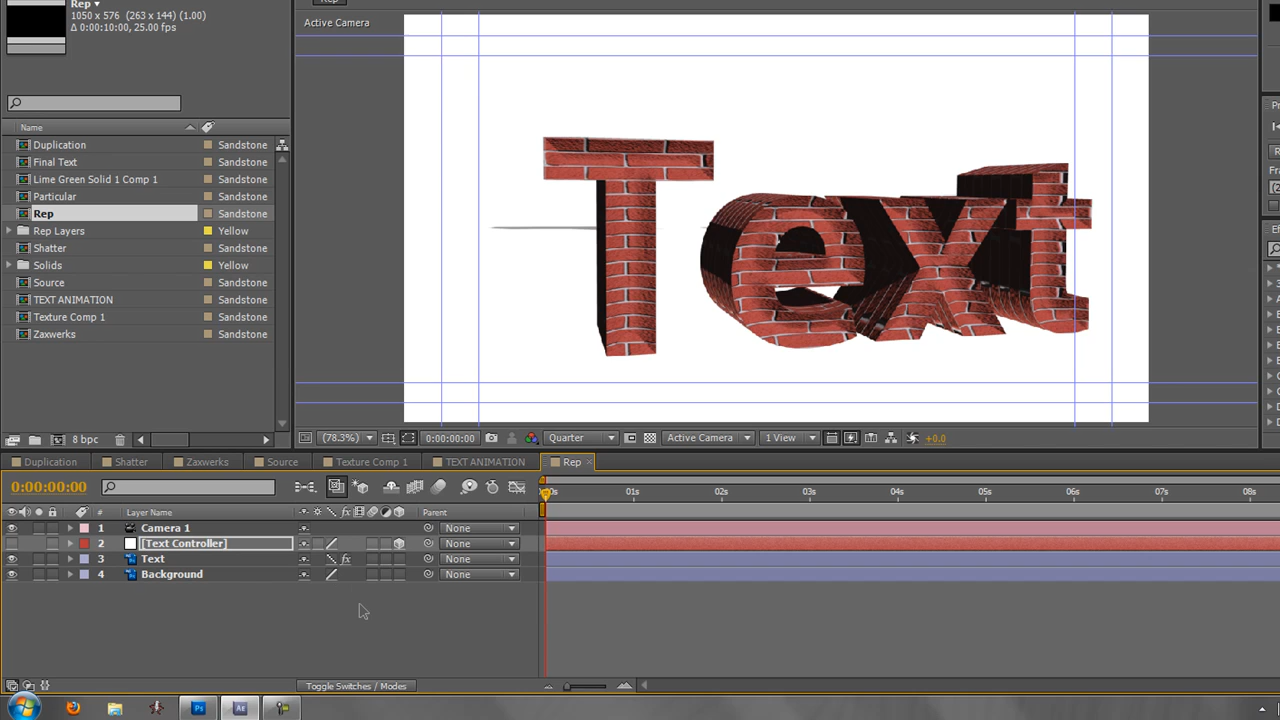 Rep
Rep
1050 x 576 (263 x 144) (1.00)
Δ 0:00:10:00, 25.00 fps
Active Camera
Name
Duplication Sandstone
Final Text Sandstone
Lime Green Solid 1 Comp 1 Sandstone
Particular Sandstone
Rep Sandstone
Rep Layers Yellow
Shatter Sandstone
Solids Yellow
Source Sandstone
TEXT ANIMATION Sandstone
Texture Comp 1 Sandstone
Zaxwerks Sandstone
Text
8 bpc
(78.3%) 0:00:00:00 Quarter Active Camera 1 View +0.0
Duplication Shatter Zaxwerks Source Texture Comp 1 TEXT ANIMATION Rep
0:00:00:00
01s 02s 03s 04s 05s 06s 07s 08s
# Layer Name Parent
1 Camera 1 None
2 [Text Controller] None
3 Text None
4 Background None
Toggle Switches / Modes